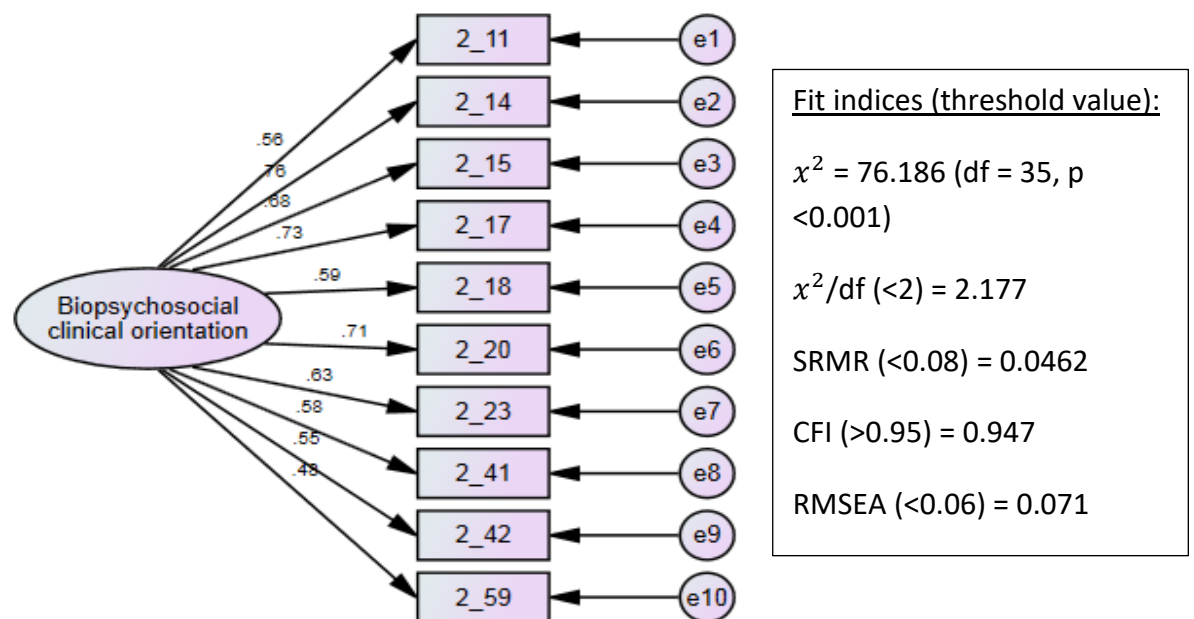 2_11
e1
2_14
e2
2_15
e3
2_17
e4
2_18
e5
2_20
e6
2_23
e7
2_41
e8
2_42
e9
2_59
e10
.56
.76
.68
.73
.59
.71
.63
.58
.55
.48
Biopsychosocial
clinical orientation
Fit indices (threshold value):
𝑥² = 76.186 (df = 35, p
<0.001)
𝑥²/df (<2) = 2.177
SRMR (<0.08) = 0.0462
CFI (>0.95) = 0.947
RMSEA (<0.06) = 0.071